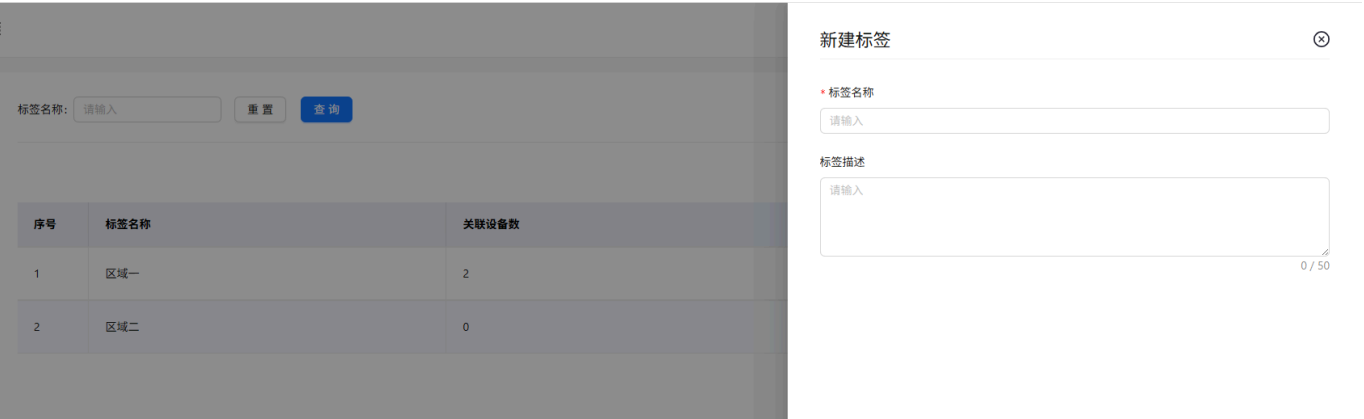 新建标签
标签名称: 请输入 重 置 查 询
* 标签名称
请输入
标签描述
请输入
0 / 50
序号 标签名称 关联设备数
1 区域一 2
2 区域二 0